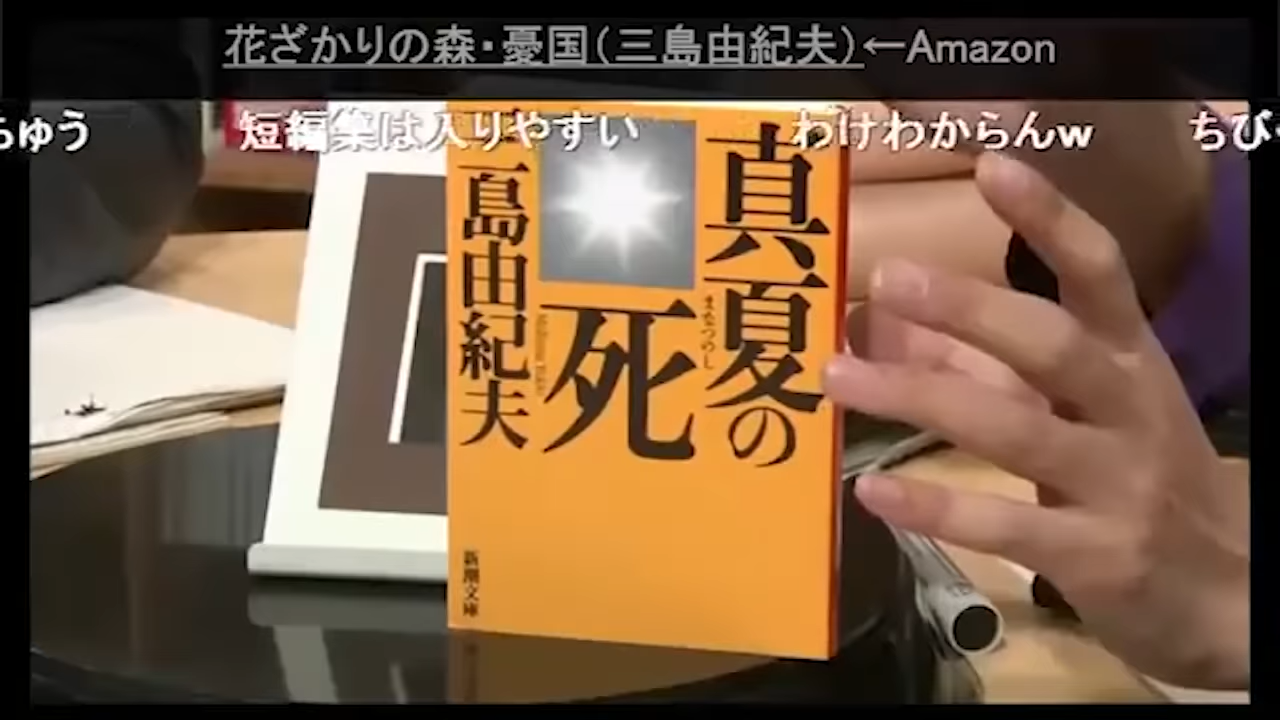 花ざかりの森・憂国（三島由紀夫）←Amazon
ちゅう
短編集は入りやすい
わけわからんw
ちび
真夏の
まなつのし
死
三島由紀夫
新潮文庫